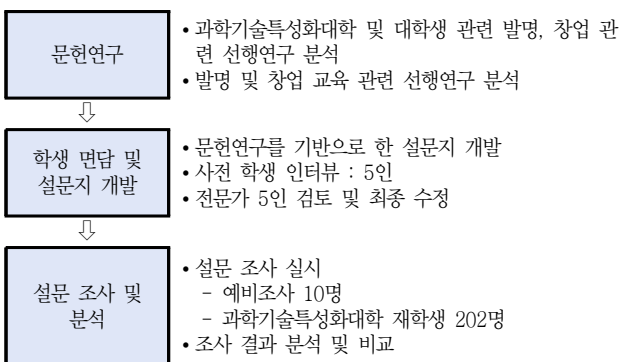 문헌연구
• 과학기술특성화대학 및 대학생 관련 발명, 창업 관
련 선행연구 분석
• 발명 및 창업 교육 관련 선행연구 분석
학생 면담 및
설문지 개발
• 문헌연구를 기반으로 한 설문지 개발
• 사전 학생 인터뷰 : 5인
• 전문가 5인 검토 및 최종 수정
설문 조사 및
분석
• 설문 조사 실시
- 예비조사 10명
- 과학기술특성화대학 재학생 202명
• 조사 결과 분석 및 비교